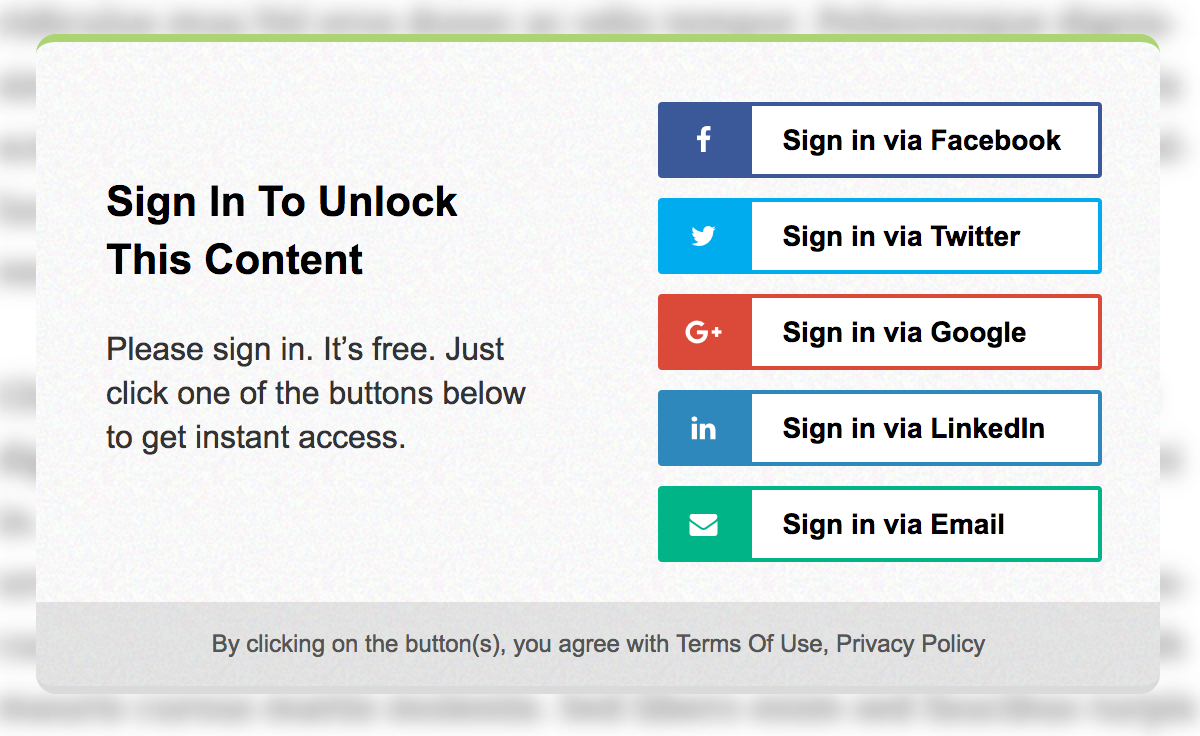 Sign In To Unlock
This Content
Please sign in. It’s free. Just
click one of the buttons below
to get instant access.
Sign in via Facebook
Sign in via Twitter
G+ Sign in via Google
in Sign in via LinkedIn
Sign in via Email
By clicking on the button(s), you agree with Terms Of Use, Privacy Policy